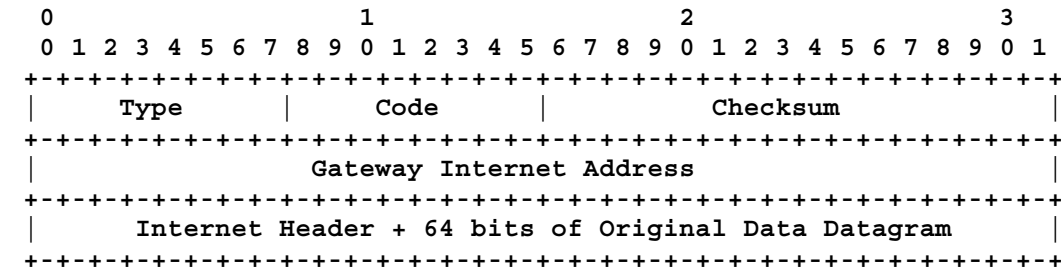 0                   1                   2                   3
0 1 2 3 4 5 6 7 8 9 0 1 2 3 4 5 6 7 8 9 0 1 2 3 4 5 6 7 8 9 0 1
+-+-+-+-+-+-+-+-+-+-+-+-+-+-+-+-+-+-+-+-+-+-+-+-+-+-+-+-+-+-+-+-+
|     Type      |     Code      |          Checksum             |
+-+-+-+-+-+-+-+-+-+-+-+-+-+-+-+-+-+-+-+-+-+-+-+-+-+-+-+-+-+-+-+-+
|                 Gateway Internet Address                      |
+-+-+-+-+-+-+-+-+-+-+-+-+-+-+-+-+-+-+-+-+-+-+-+-+-+-+-+-+-+-+-+-+
|      Internet Header + 64 bits of Original Data Datagram      |
+-+-+-+-+-+-+-+-+-+-+-+-+-+-+-+-+-+-+-+-+-+-+-+-+-+-+-+-+-+-+-+-+